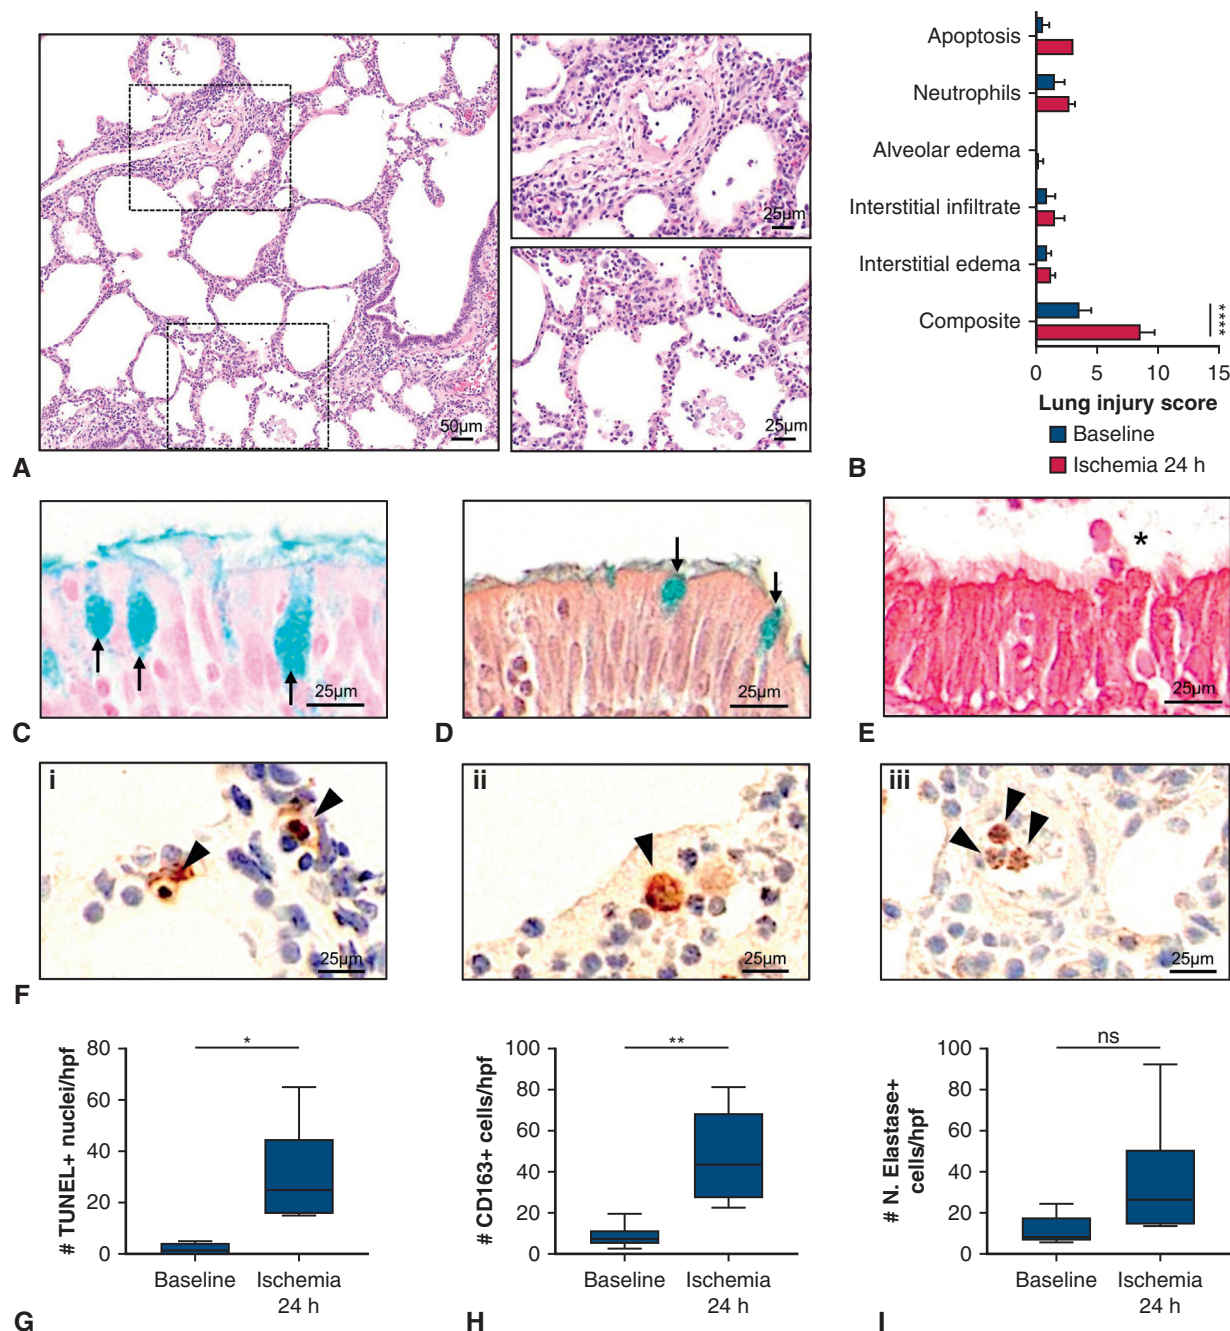 50µm
25µm
25µm
A
Apoptosis
Neutrophils
Alveolar edema
Interstitial infiltrate
Interstitial edema
Composite
****
0 5 10 15
Lung injury score
Baseline
Ischemia 24 h
B
25µm
C
25µm
D
*
25µm
E
i
25µm
ii
25µm
iii
25µm
F
# TUNEL+ nuclei/hpf
80
60
40
20
0
*
Baseline Ischemia
24 h
G
# CD163+ cells/hpf
100
80
60
40
20
0
**
Baseline Ischemia
24 h
H
# N. Elastase+
cells/hpf
100
80
60
40
20
0
ns
Baseline Ischemia
24 h
I